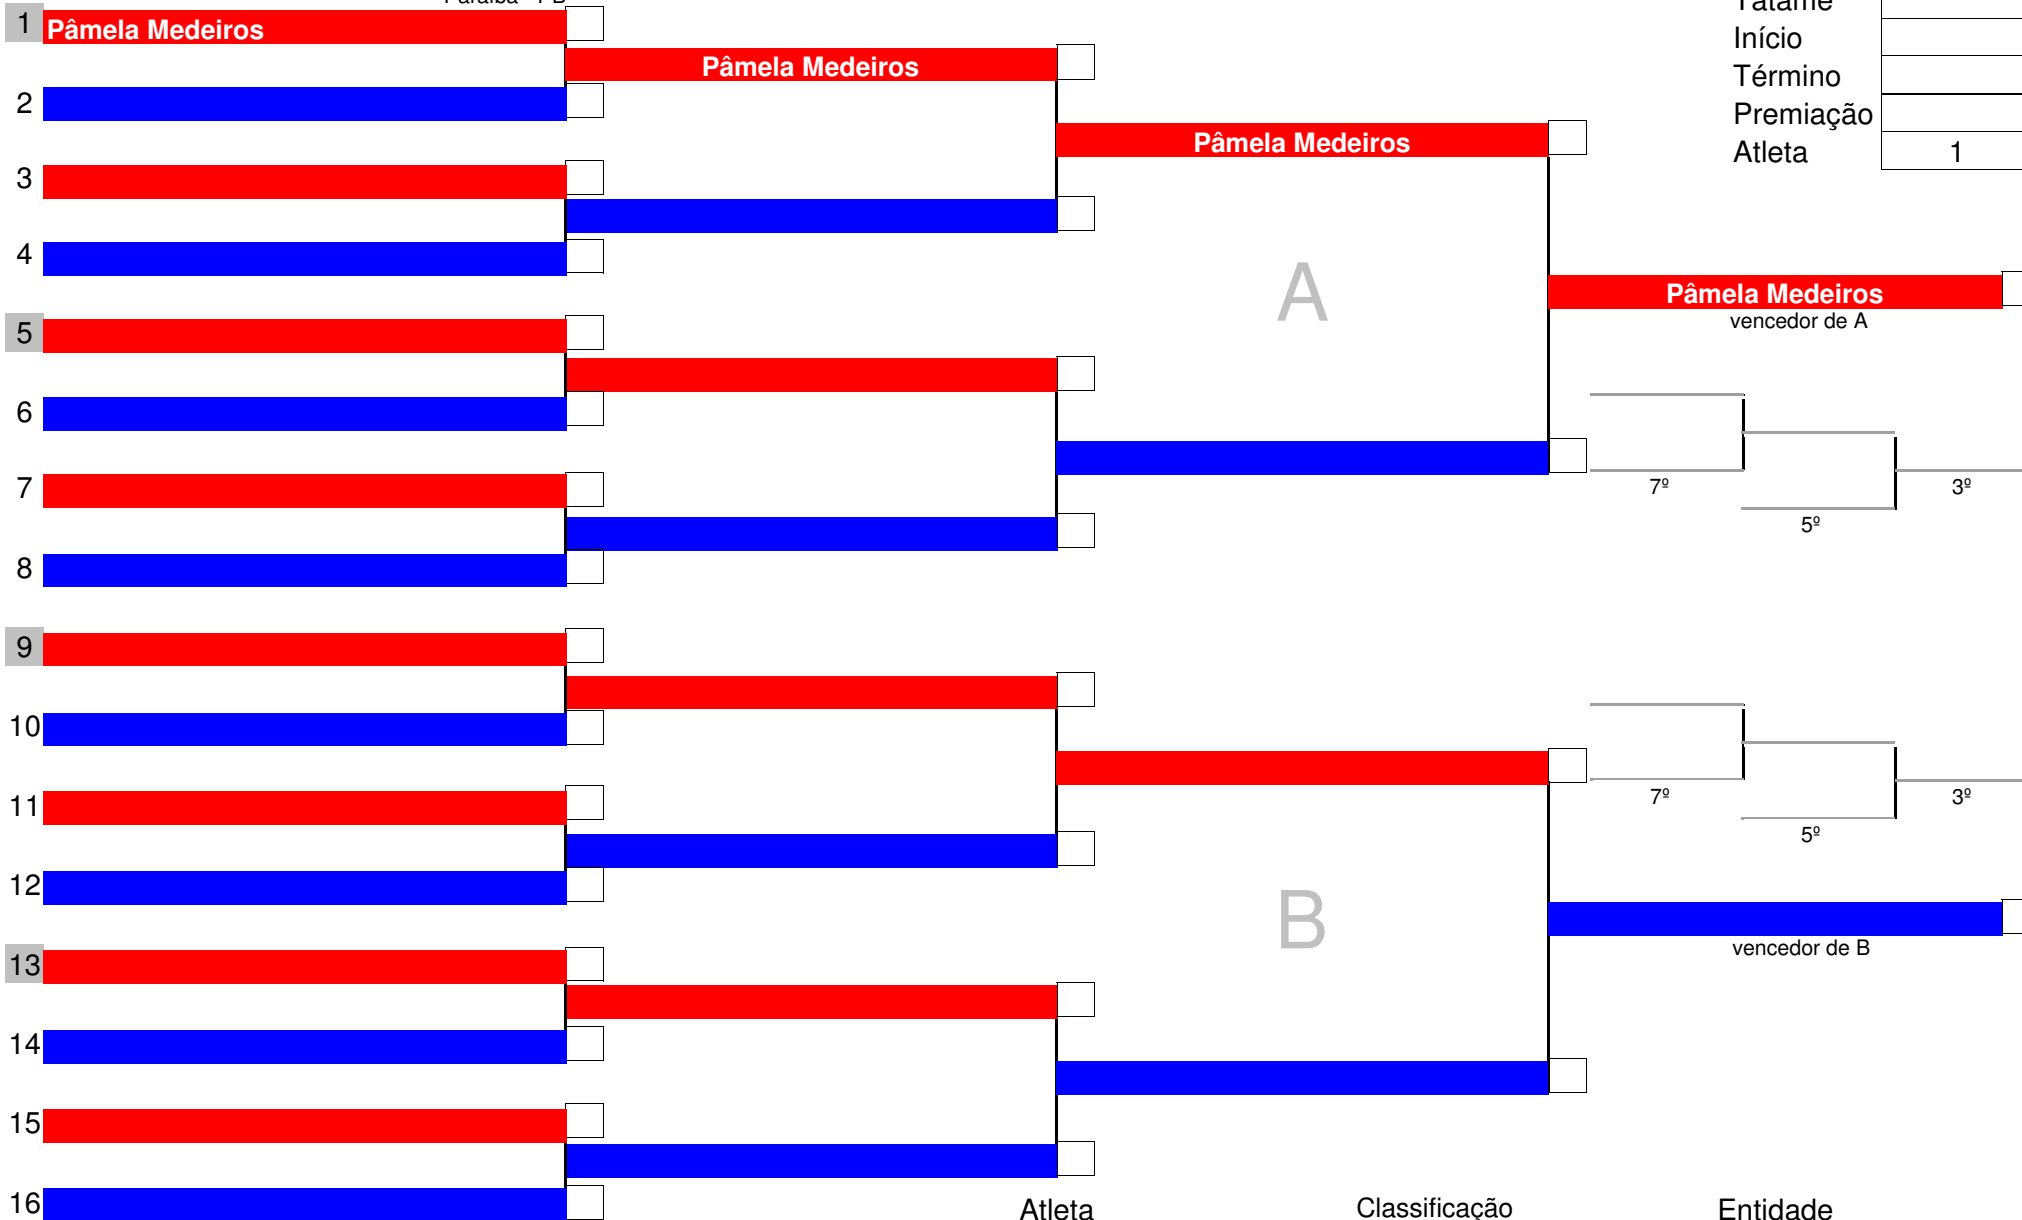 Paraíba - PB
Tatame
1 Pâmela Medeiros
Início
Pâmela Medeiros
Término
2
Premiação
Pâmela Medeiros
Atleta 1
3
4
A
Pâmela Medeiros
vencedor de A
5
6
7
7º 3º
5º
8
9
10
11
7º 3º
5º
12
B
vencedor de B
13
14
15
16
Atleta Classificação Entidade